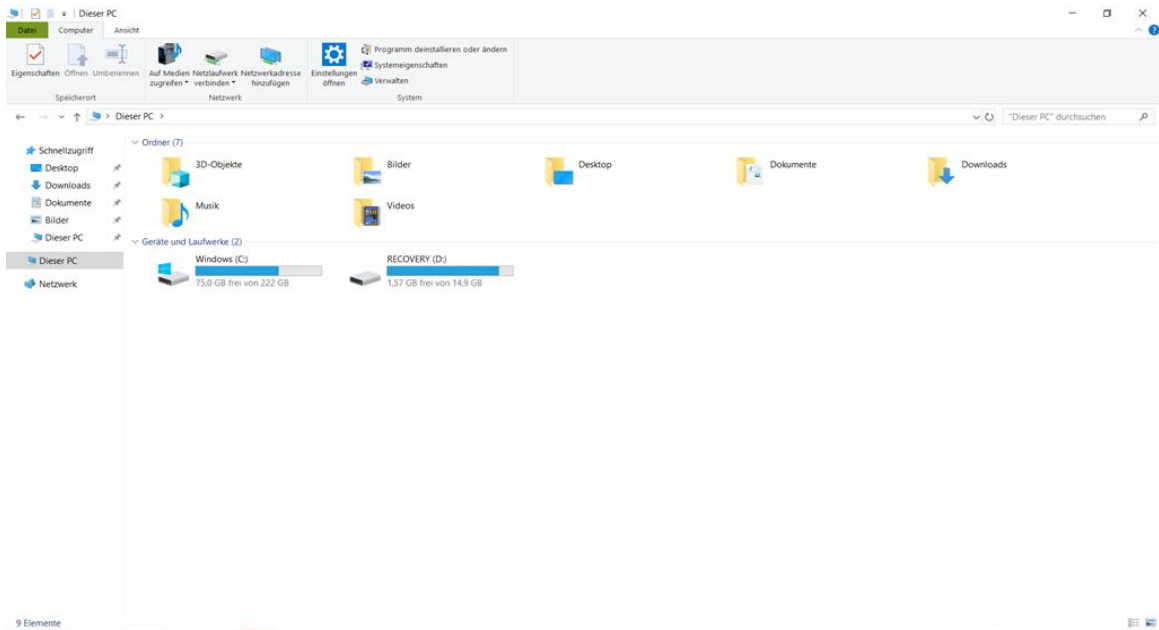 Dieser PC
Datei Computer Ansicht
Eigenschaften Öffnen Umbenennen
Auf Medien zugreifen
Netzlaufwerk verbinden
Netzwerkadresse hinzufügen
Einstellungen öffnen
Programm deinstallieren oder ändern
Systemeigenschaften
Verwalten
Speicherort Netzwerk System
Dieser PC
"Dieser PC" durchsuchen
Schnellzugriff
Desktop
Downloads
Dokumente
Bilder
Dieser PC
Dieser PC
Netzwerk
Ordner (7)
3D-Objekte Bilder Desktop Dokumente Downloads
Musik Videos
Geräte und Laufwerke (2)
Windows (C:)
75,0 GB frei von 222 GB
RECOVERY (D:)
1,57 GB frei von 14,9 GB
9 Elemente